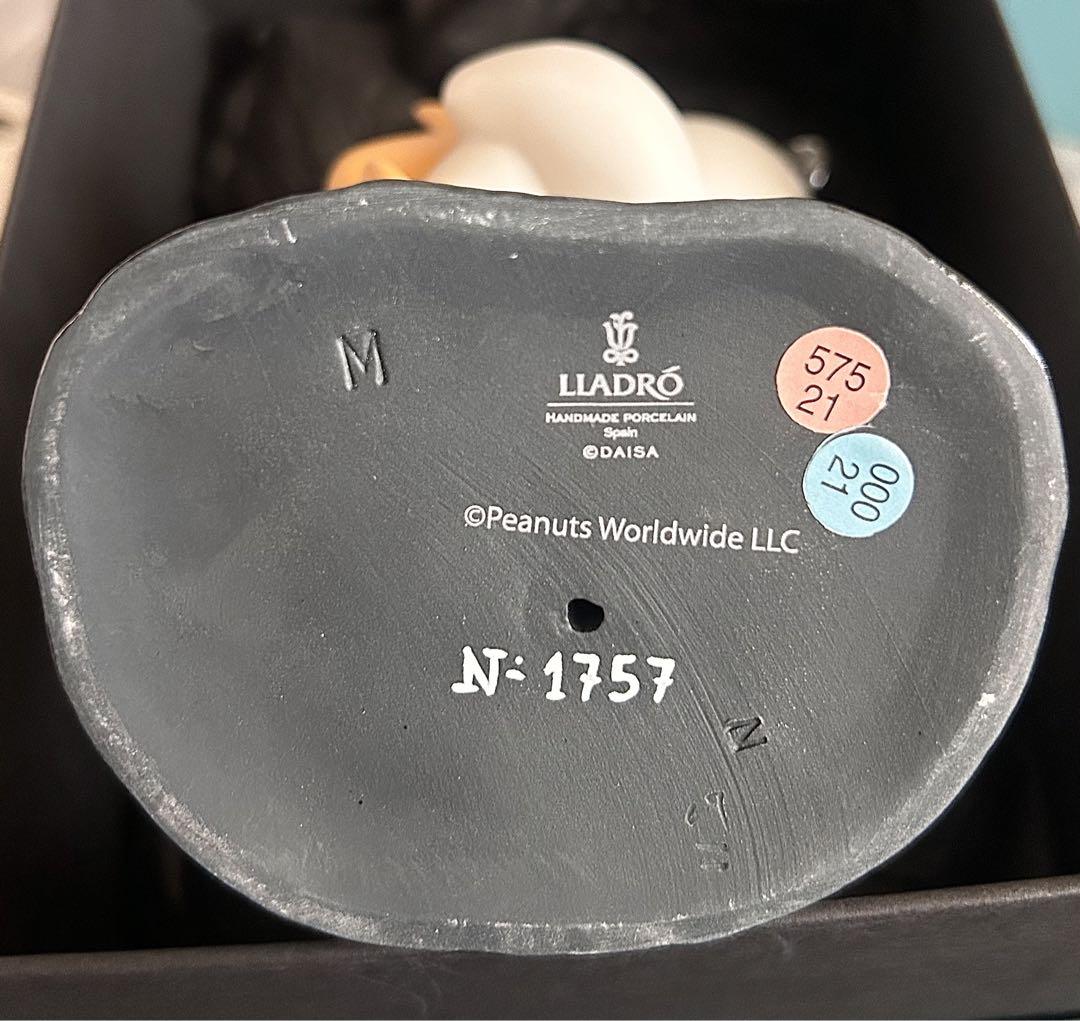 M
LLADRÓ
HANDMADE PORCELAIN
Spain
©DAISA
575
21
000
21
©Peanuts Worldwide LLC
N: 1757
N